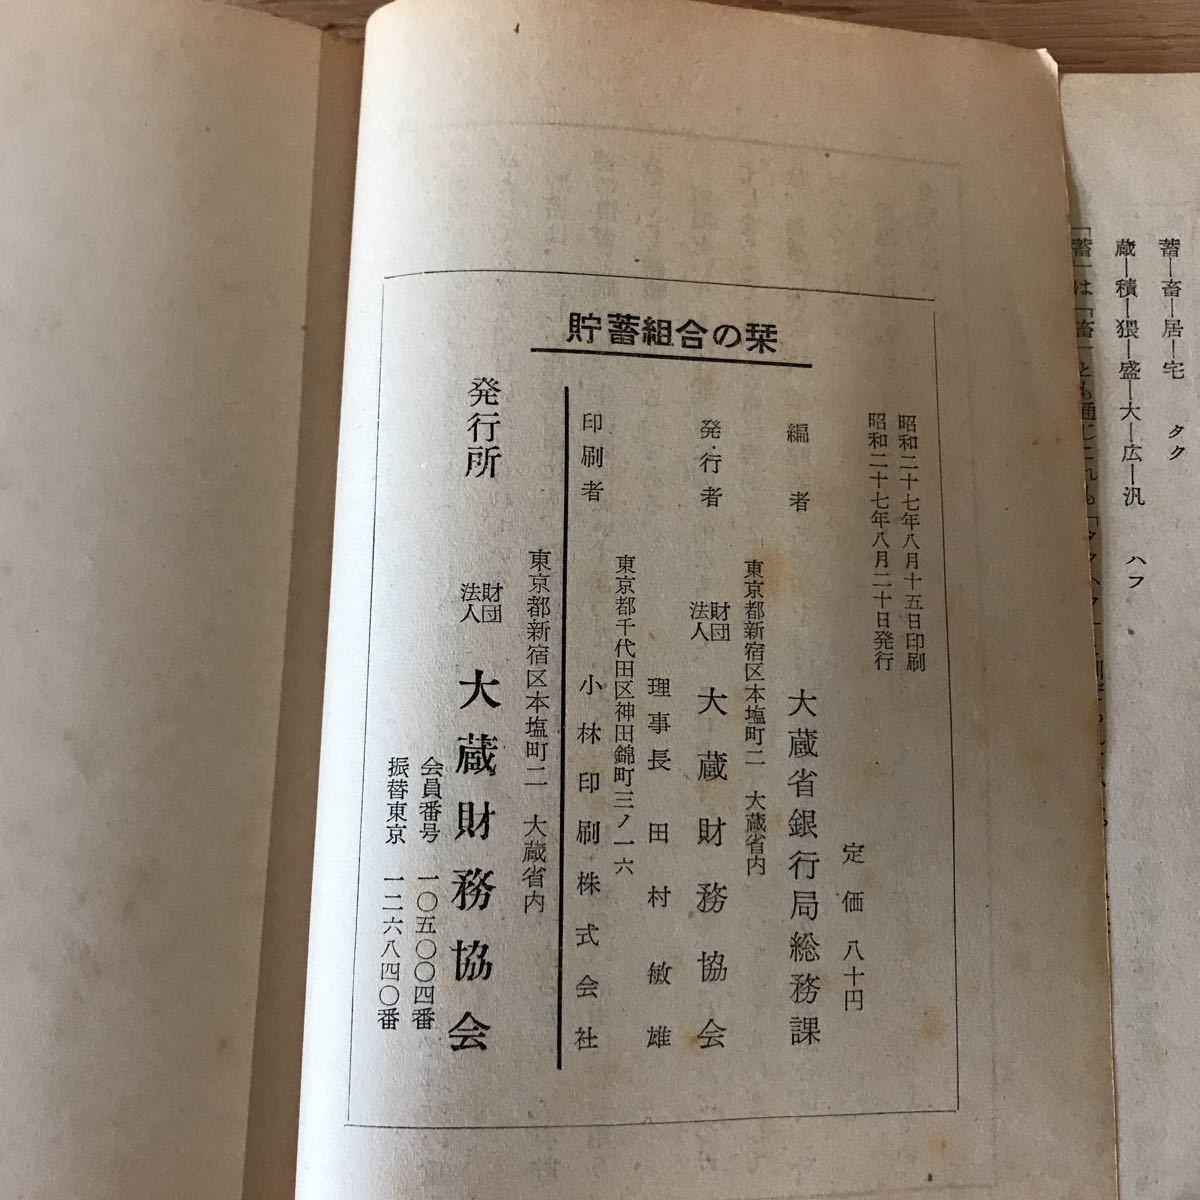 蓄―畜―居―宅　タク
蔵―積―猥―盛―大―広―汎　ハフ
貯蓄組合の栞
昭和二十七年八月十五日印刷
昭和二十七年八月二十日発行
定価　八十円
編者　大蔵省銀行局総務課
東京都新宿区本塩町二　大蔵省内
発・行者　財団法人　大蔵財務協会
理事長　田村敏雄
東京都千代田区神田錦町三ノ一六
印刷者　小林印刷株式会社
東京都新宿区本塩町二　大蔵省内
発行所　財団法人　大蔵財務協会
会員番号　一〇五〇〇四番
振替東京　一二六八四〇番